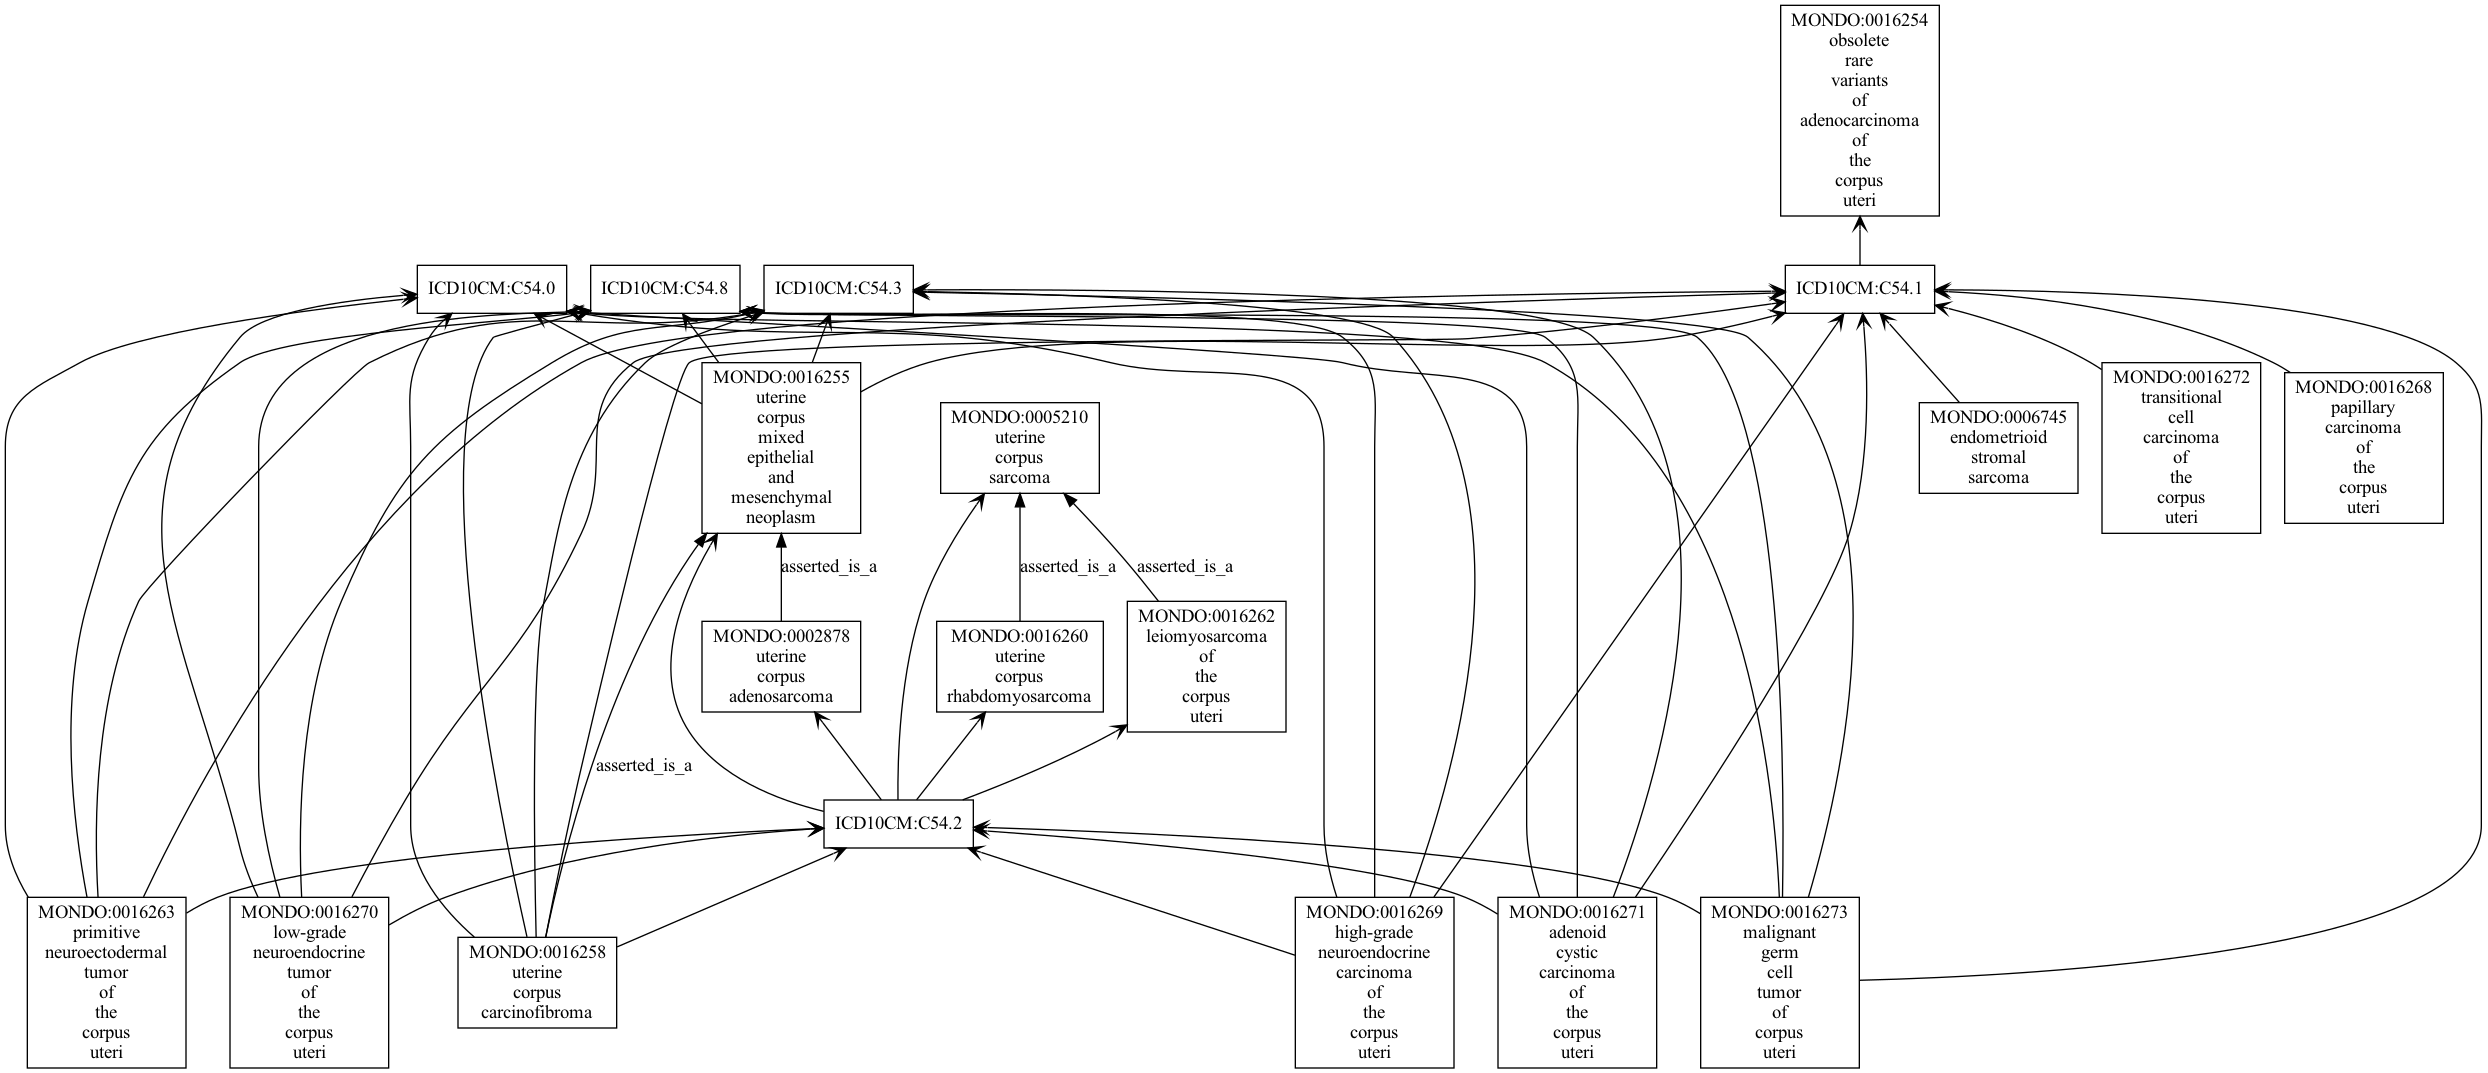 MONDO:0016254
obsolete
rare
variants
of
adenocarcinoma
of
the
corpus
uteri
ICD10CM:C54.0
ICD10CM:C54.8
ICD10CM:C54.3
ICD10CM:C54.1
MONDO:0016255
uterine
corpus
mixed
epithelial
and
mesenchymal
neoplasm
MONDO:0005210
uterine
corpus
sarcoma
MONDO:0006745
endometrioid
stromal
sarcoma
MONDO:0016272
transitional
cell
carcinoma
of
the
corpus
uteri
MONDO:0016268
papillary
carcinoma
of
the
corpus
uteri
asserted_is_a
asserted_is_a
asserted_is_a
MONDO:0002878
uterine
corpus
adenosarcoma
MONDO:0016260
uterine
corpus
rhabdomyosarcoma
MONDO:0016262
leiomyosarcoma
of
the
corpus
uteri
asserted_is_a
ICD10CM:C54.2
MONDO:0016263
primitive
neuroectodermal
tumor
of
the
corpus
uteri
MONDO:0016270
low-grade
neuroendocrine
tumor
of
the
corpus
uteri
MONDO:0016258
uterine
corpus
carcinofibroma
MONDO:0016269
high-grade
neuroendocrine
carcinoma
of
the
corpus
uteri
MONDO:0016271
adenoid
cystic
carcinoma
of
the
corpus
uteri
MONDO:0016273
malignant
germ
cell
tumor
of
corpus
uteri